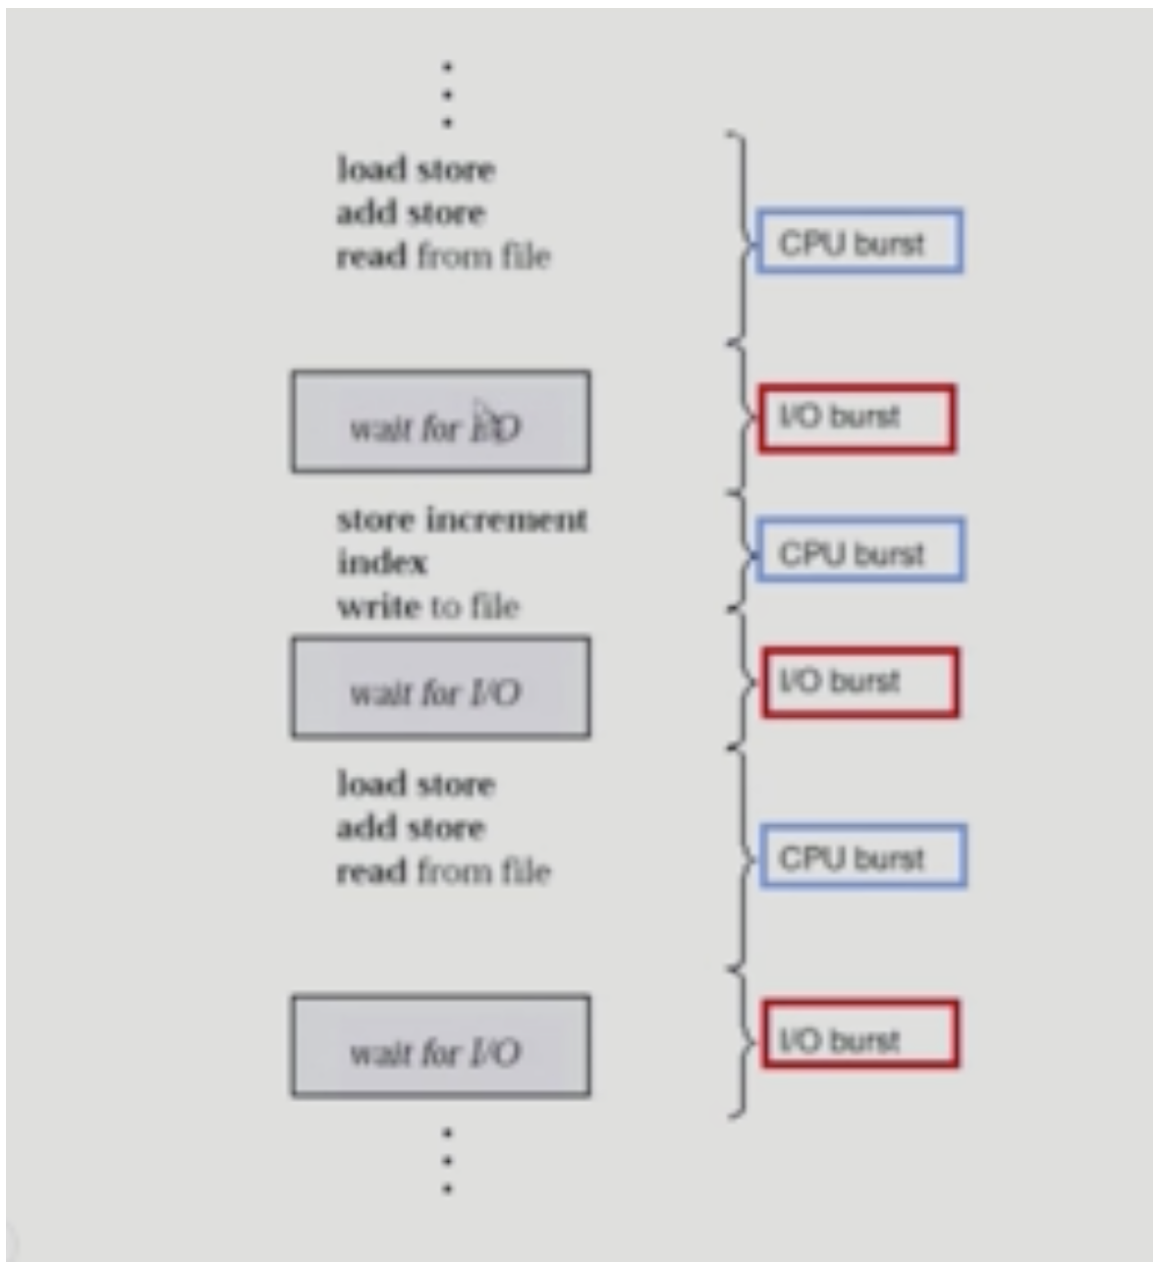 load store
add store
read from file
CPU burst
wait for I/O
I/O burst
store increment
index
write to file
CPU burst
wait for I/O
I/O burst
load store
add store
read from file
CPU burst
wait for I/O
I/O burst